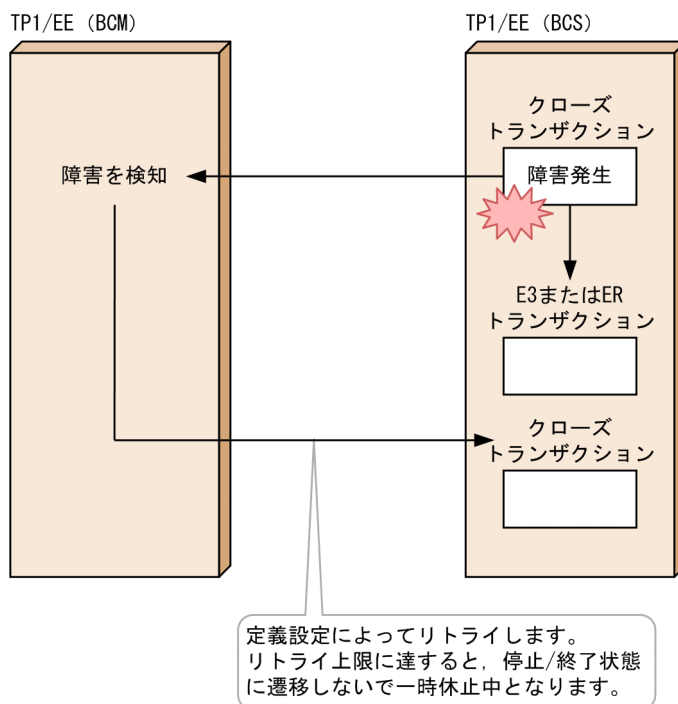 TP1/EE（BCM）
TP1/EE（BCS）
クローズ
トランザクション
障害を検知
障害発生
E3またはER
トランザクション
クローズ
トランザクション
定義設定によってリトライします。
リトライ上限に達すると，停止/終了状態
に遷移しないで一時休止中となります。